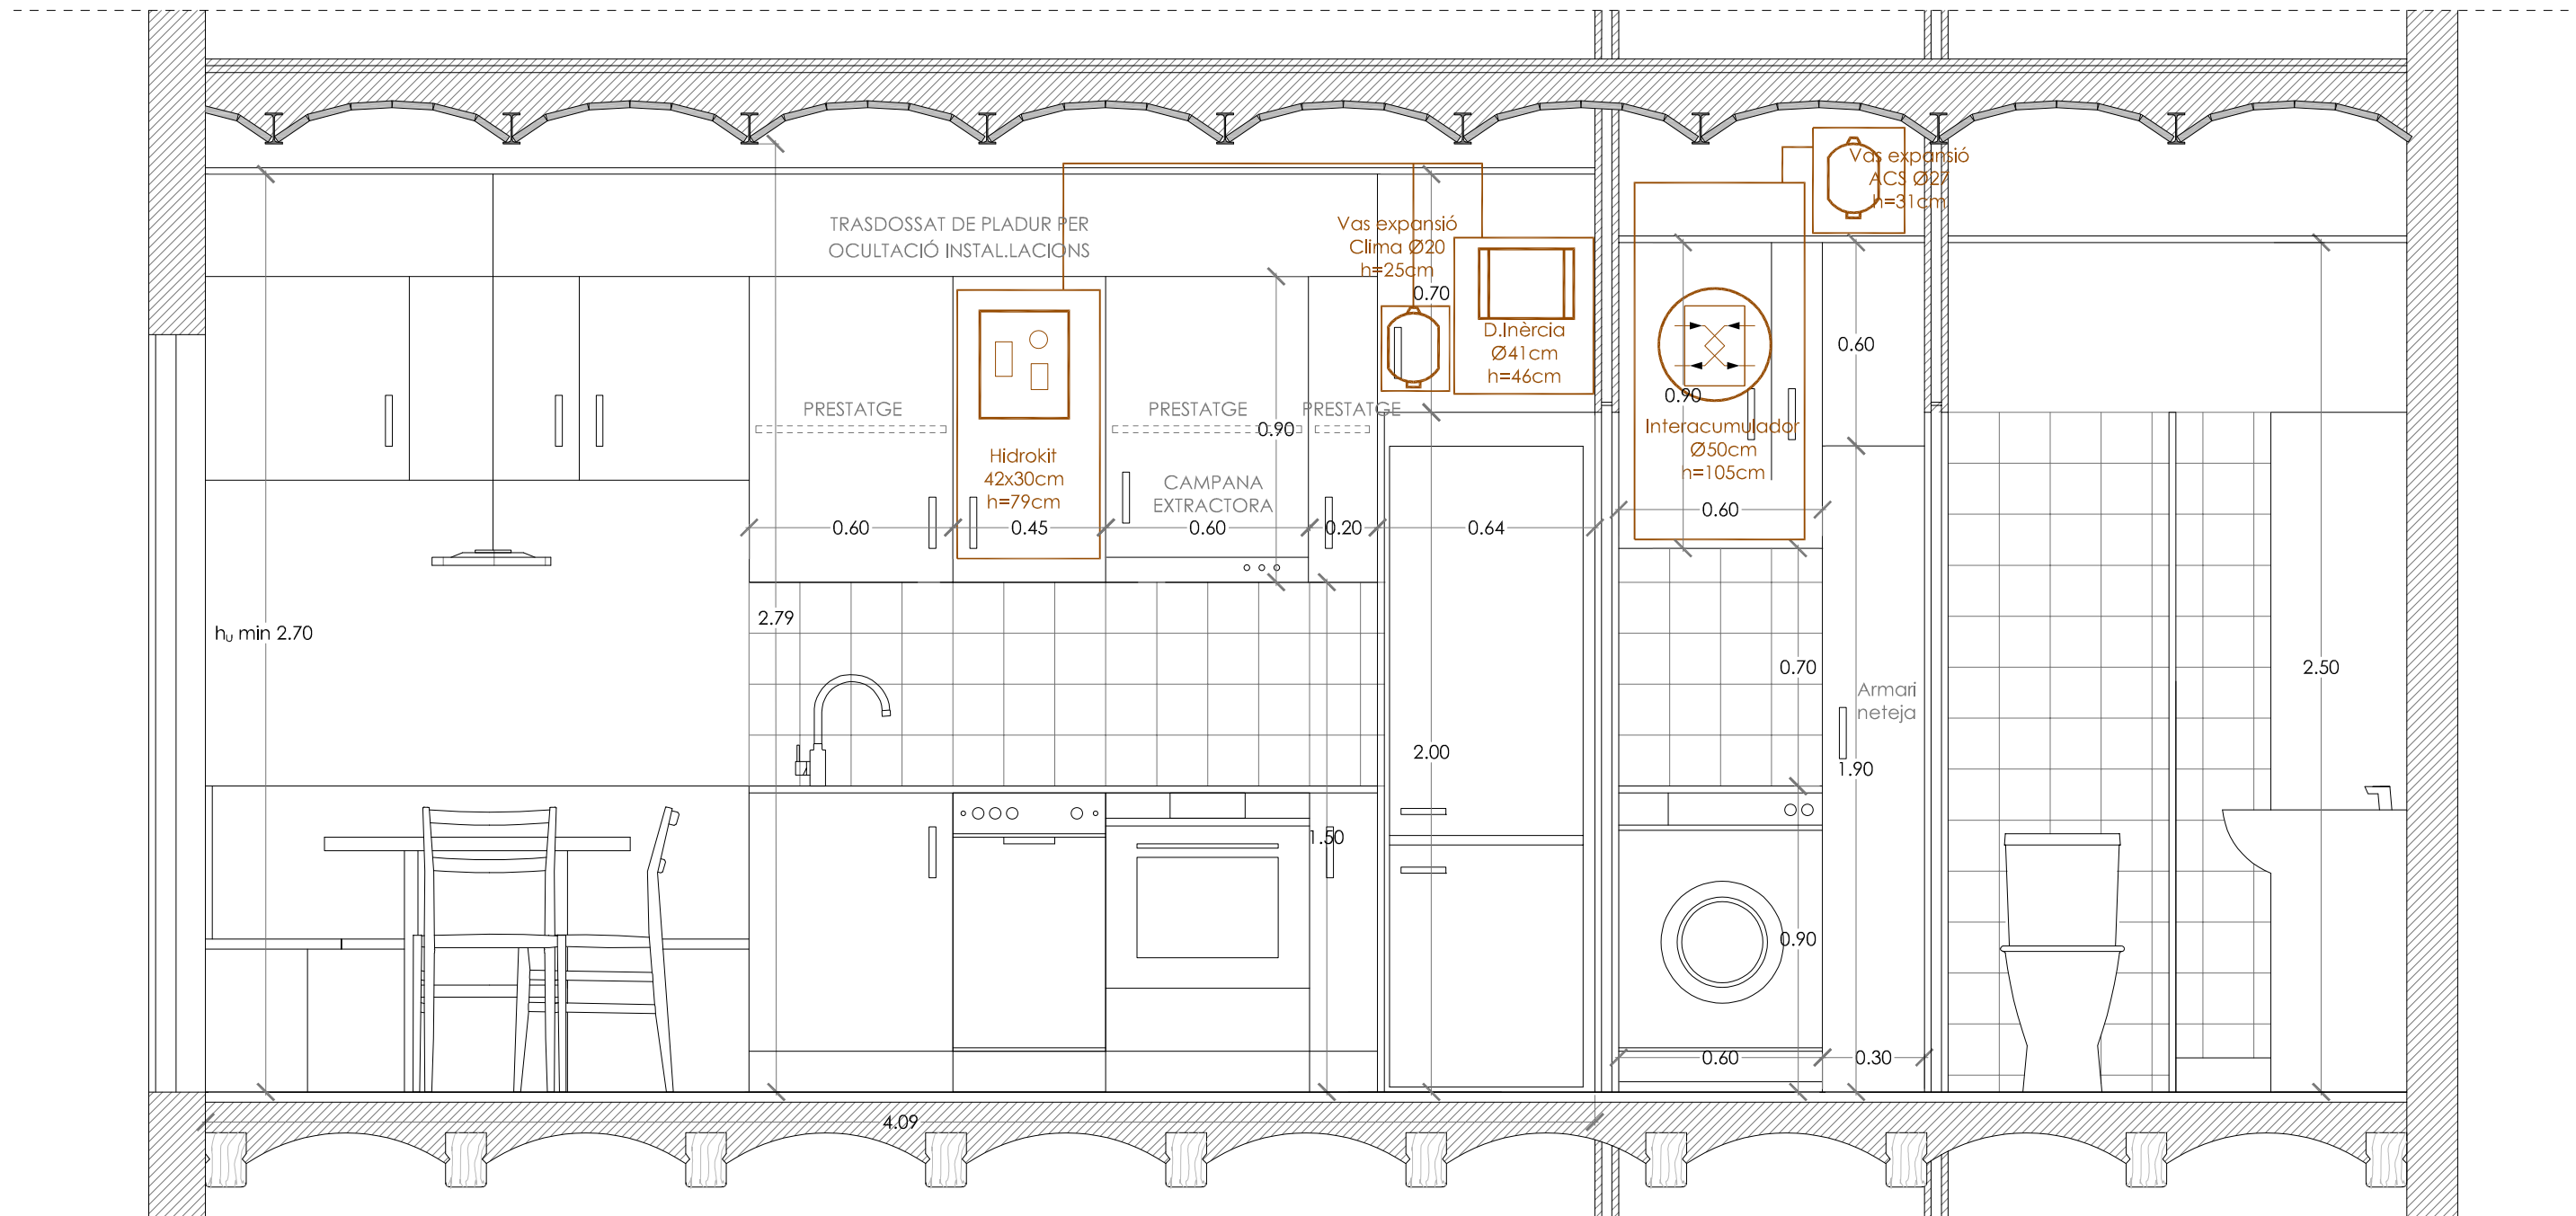 Vas expansió
ACS Ø27
h=31cm
TRASDOSSAT DE PLADUR PER
OCULTACIÓ INSTAL.LACIONS
Vas expansió
Clima Ø20
h=25cm
0.70
D.Inèrcia
Ø41cm
h=46cm
0.60
0.90
PRESTATGE
PRESTATGE
PRESTATGE
0.90
Interacumulador
Ø50cm
h=105cm
Hidrokit
42x30cm
h=79cm
CAMPANA
EXTRACTORA
0.60
0.45
0.60
0.20
0.64
0.60
2.79
hu min 2.70
0.70
2.50
Armari
neteja
2.00
1.90
1.50
0.90
0.60
0.30
4.09